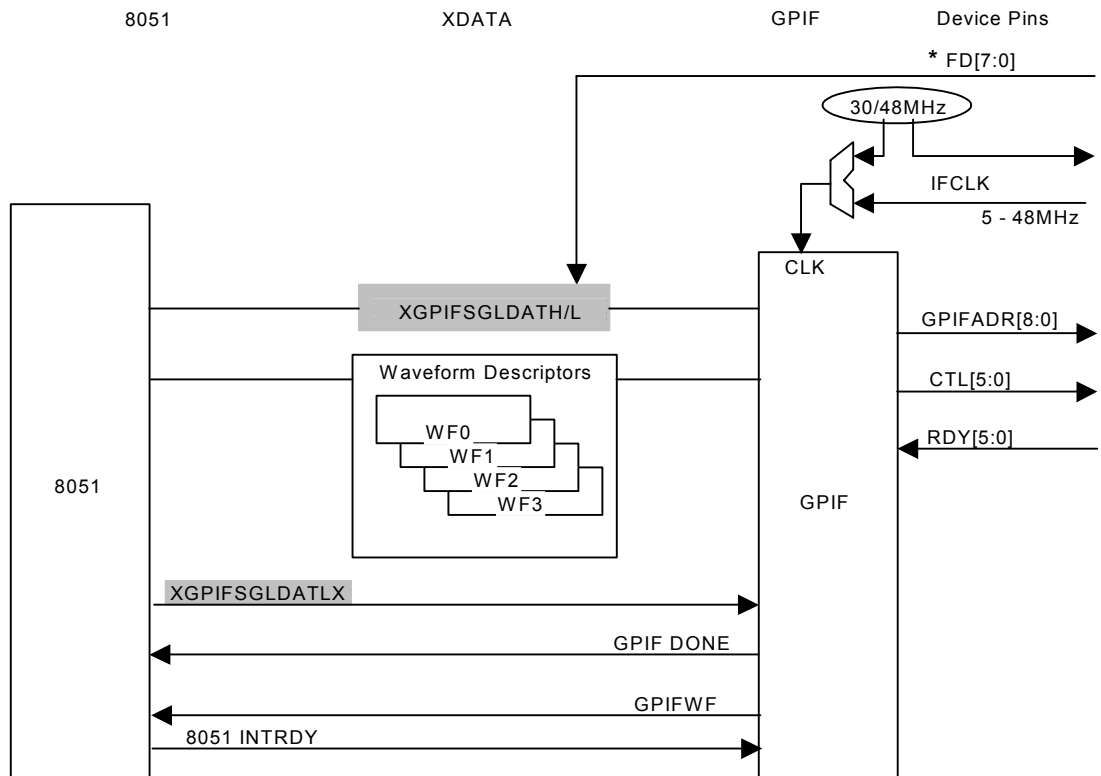 8051 XDATA GPIF Device Pins
* FD[7:0]
30/48MHz
IFCLK
5 - 48MHz
CLK
XGPIFSGLDATH/L
GPIFADR[8:0]
Waveform Descriptors
CTL[5:0]
WF0
RDY[5:0]
WF1
WF2
8051
WF3
GPIF
XGPIFSGLDATLX
GPIF DONE
GPIFWF
8051 INTRDY